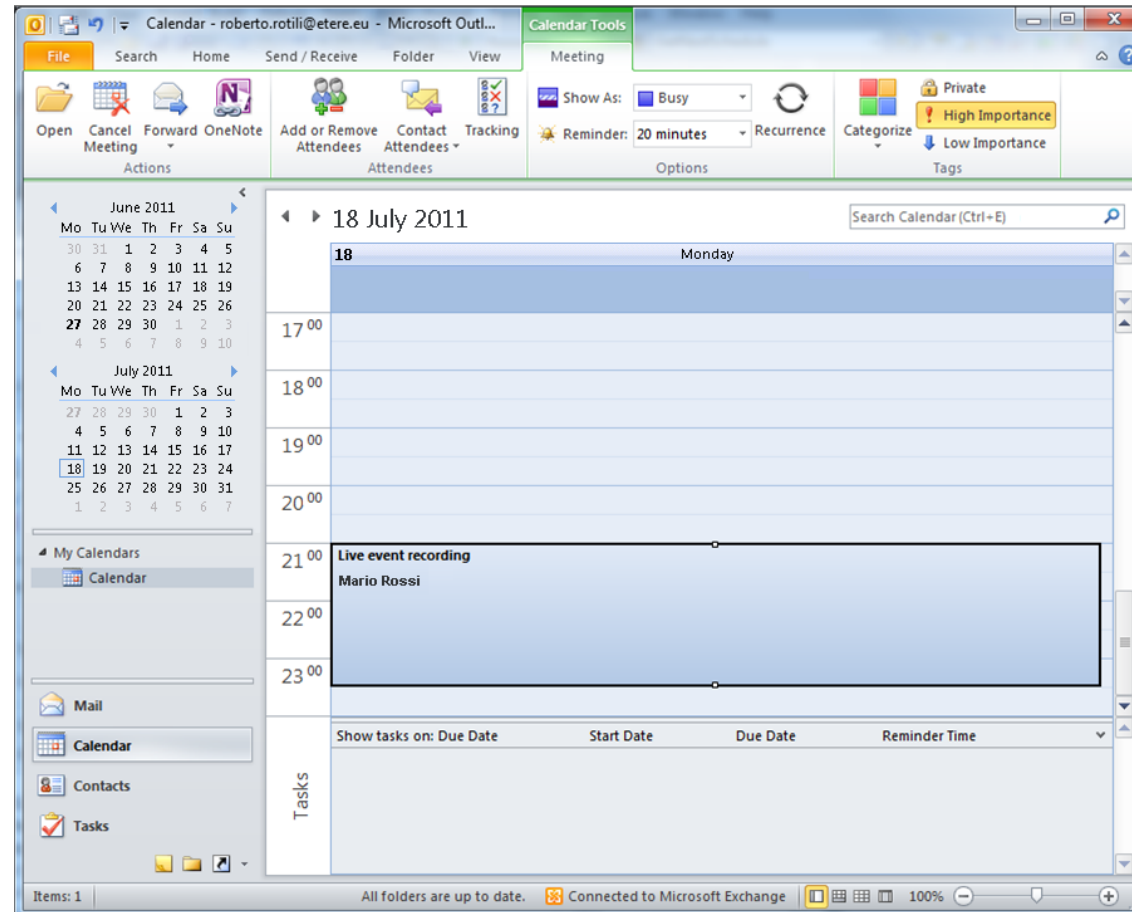 Calendar - roberto.rotili@etere.eu - Microsoft Outl...
Calendar Tools
File Search Home Send / Receive Folder View Meeting
Open
Cancel Meeting
Forward
OneNote
Actions
Add or Remove Attendees
Contact Attendees
Tracking
Attendees
Show As: Busy
Reminder: 20 minutes
Recurrence
Options
Categorize
Private
High Importance
Low Importance
Tags
June 2011
Mo Tu We Th Fr Sa Su
30 31 1 2 3 4 5
6 7 8 9 10 11 12
13 14 15 16 17 18 19
20 21 22 23 24 25 26
27 28 29 30 1 2 3
4 5 6 7 8 9 10
July 2011
Mo Tu We Th Fr Sa Su
27 28 29 30 1 2 3
4 5 6 7 8 9 10
11 12 13 14 15 16 17
18 19 20 21 22 23 24
25 26 27 28 29 30 31
1 2 3 4 5 6 7
My Calendars
Calendar
Mail
Calendar
Contacts
Tasks
18 July 2011
Search Calendar (Ctrl+E)
18 Monday
17 00
18 00
19 00
20 00
21 00
Live event recording
Mario Rossi
22 00
23 00
Show tasks on: Due Date Start Date Due Date Reminder Time
Tasks
Items: 1
All folders are up to date.
Connected to Microsoft Exchange
100%